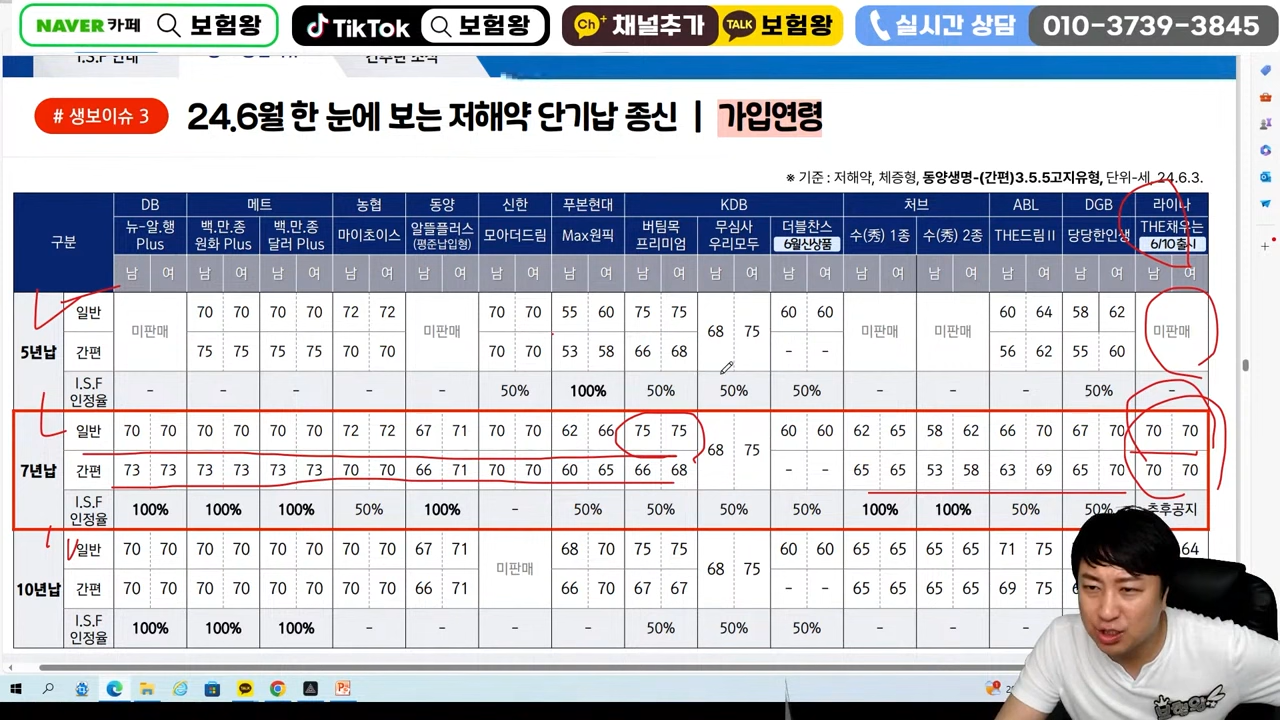 NAVER 카페 보험왕 TikTok 보험왕 Ch+ 채널추가 TALK 보험왕 실시간 상담 010-3739-3845
# 생보이슈 3 24.6월 한 눈에 보는 저해약 단기납 종신 | 가입연령
※ 기준 : 저해약, 체증형, 동양생명-(간편)3.5.5고지유형, 단위-세, 24.6.3.
구분 DB 메트 농협 동양 신한 푸본현대 KDB 처브 ABL DGB 라이나
뉴-알.행 Plus 백.만.종 원화 Plus 백.만.종 달러 Plus 마이초이스 알뜰플러스 (평준납입형) 모아더드림 Max원픽 버팀목 프리미엄 무심사 우리모두 더블찬스 6월신상품 수(秀) 1종 수(秀) 2종 THE드림Ⅱ 당당한인생 THE채우는 6/10출시
남 여 남 여 남 여 남 여 남 여 남 여 남 여 남 여 남 여 남 여 남 여 남 여 남 여 남 여 남 여
5년납 일반 미판매 70 70 70 70 72 72 미판매 70 70 55 60 75 75 68 75 60 60 미판매 미판매 60 64 58 62 미판매
간편 75 75 75 75 70 70 70 70 53 58 66 68 - - 56 62 55 60
I.S.F 인정율 - - - - - 50% 100% 50% 50% 50% - - - 50% -
7년납 일반 70 70 70 70 70 70 72 72 67 71 70 70 62 66 75 75 68 75 60 60 62 65 58 62 66 70 67 70 70 70
간편 73 73 73 73 73 73 70 70 66 71 70 70 60 65 66 68 - - 65 65 53 58 63 69 65 70 70 70
I.S.F 인정율 100% 100% 100% 50% 100% - 50% 50% 50% 50% 100% 100% 50% 50% 추후공지
10년납 일반 70 70 70 70 70 70 70 70 67 71 미판매 68 70 75 75 68 75 60 60 65 65 65 65 71 75 64
간편 70 70 70 70 70 70 70 70 66 71 66 70 67 67 - - 65 65 65 65 69 75
I.S.F 인정율 100% 100% 100% - - - - 50% 50% 50% - - -
보험왕